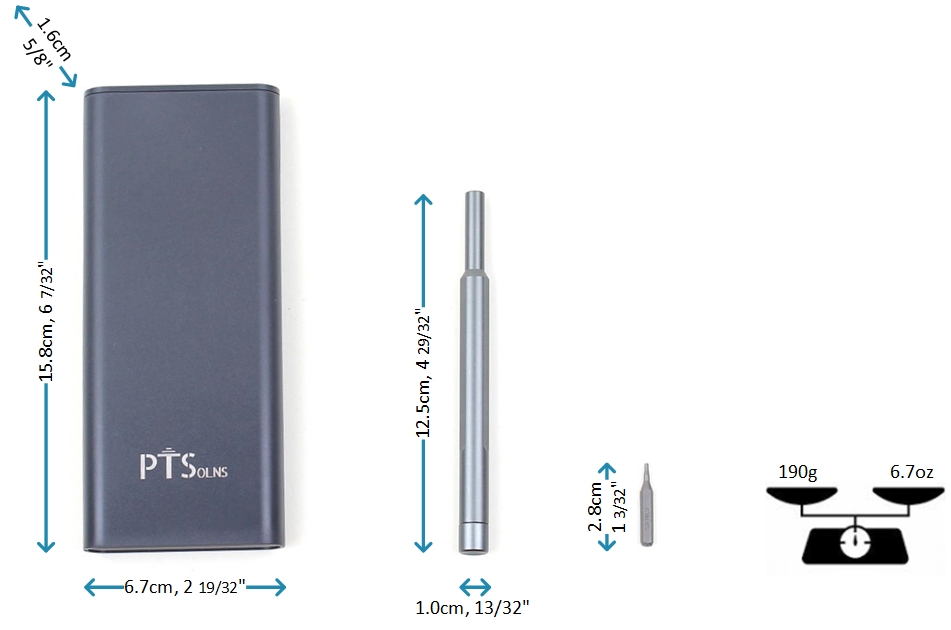 1.6cm
5/8"
15.8cm, 6 7/32"
PTSOLNS
6.7cm, 2 19/32"
12.5cm, 4 29/32"
1.0cm, 13/32"
2.8cm
1 3/32"
190g
6.7oz